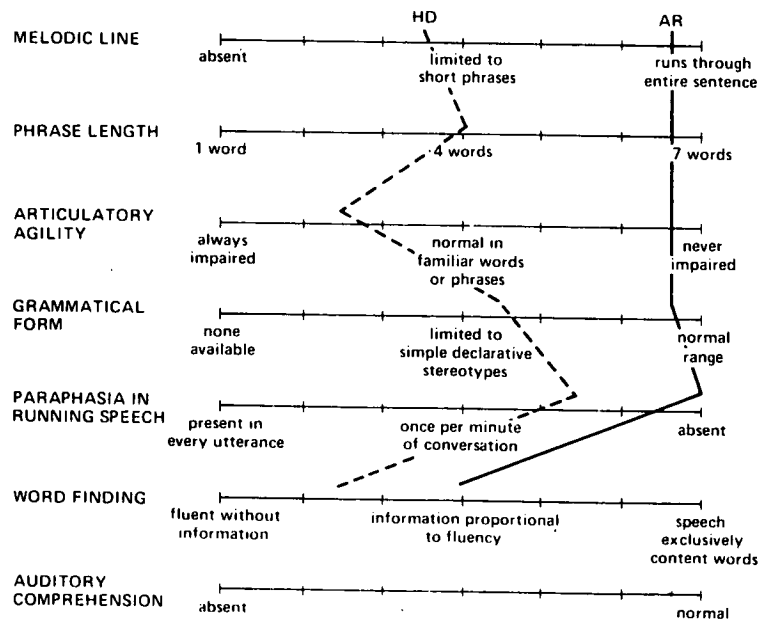 HD AR
MELODIC LINE
absent limited to runs through
short phrases entire sentence
PHRASE LENGTH
1 word 4 words 7 words
ARTICULATORY
AGILITY
always normal in never
impaired familiar words impaired
or phrases
GRAMMATICAL
FORM
none limited to normal
available simple declarative range
stereotypes
PARAPHASIA IN
RUNNING SPEECH
present in once per minute absent
every utterance of conversation
WORD FINDING
fluent without information proportional speech
information to fluency exclusively
content words
AUDITORY
COMPREHENSION
absent normal